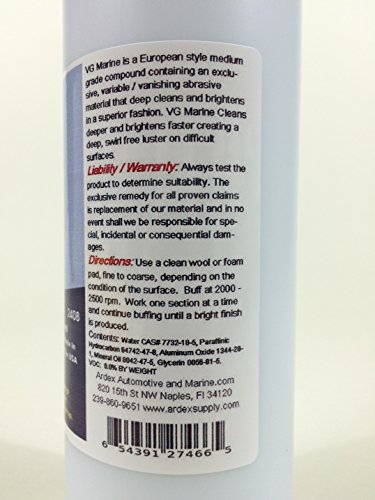 VG Marine is a European style medium
grade compound containing an exclu-
sive, variable / vanishing abrasive
material that deep cleans and brightens
in a superior fashion. VG Marine Cleans
deeper and brightens faster creating a
deep, swirl free luster on difficult
surfaces.
Liability / Warranty: Always test the
product to determine suitability. The
exclusive remedy for all proven claims
is replacement of our material and in no
event shall we be responsible for spe-
cial, incidental or consequential dam-
ages.
Directions: Use a clean wool or foam
pad, fine to coarse, depending on the
condition of the surface. Buff at 2000 -
2500 rpm. Work one section at a time
and continue buffing until a bright finish
is produced.
Contents: Water CAS# 7732-18-5, Paraffinic
Hydrocarbon 64742-47-8, Aluminum Oxide 1344-28-
1, Mineral Oil 8042-47-5, Glycerin 0056-81-5.
VOC: 0.0% BY WEIGHT
Ardex Automotive and Marine.com
820 15th ST NW Naples, Fl 34120
239-860-9651 www.ardexsupply.com
6 54391 27466 5
2408